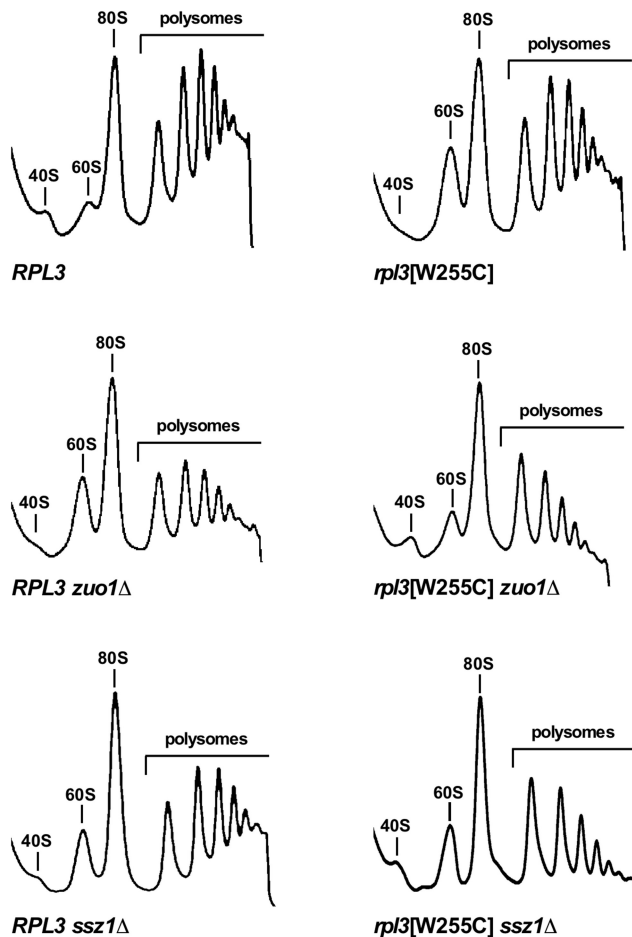 80S
polysomes
60S
40S
RPL3
80S
polysomes
60S
40S
rpl3[W255C]
80S
polysomes
60S
40S
RPL3 zuo1Δ
80S
polysomes
60S
40S
rpl3[W255C] zuo1Δ
80S
polysomes
60S
40S
RPL3 ssz1Δ
80S
polysomes
60S
40S
rpl3[W255C] ssz1Δ